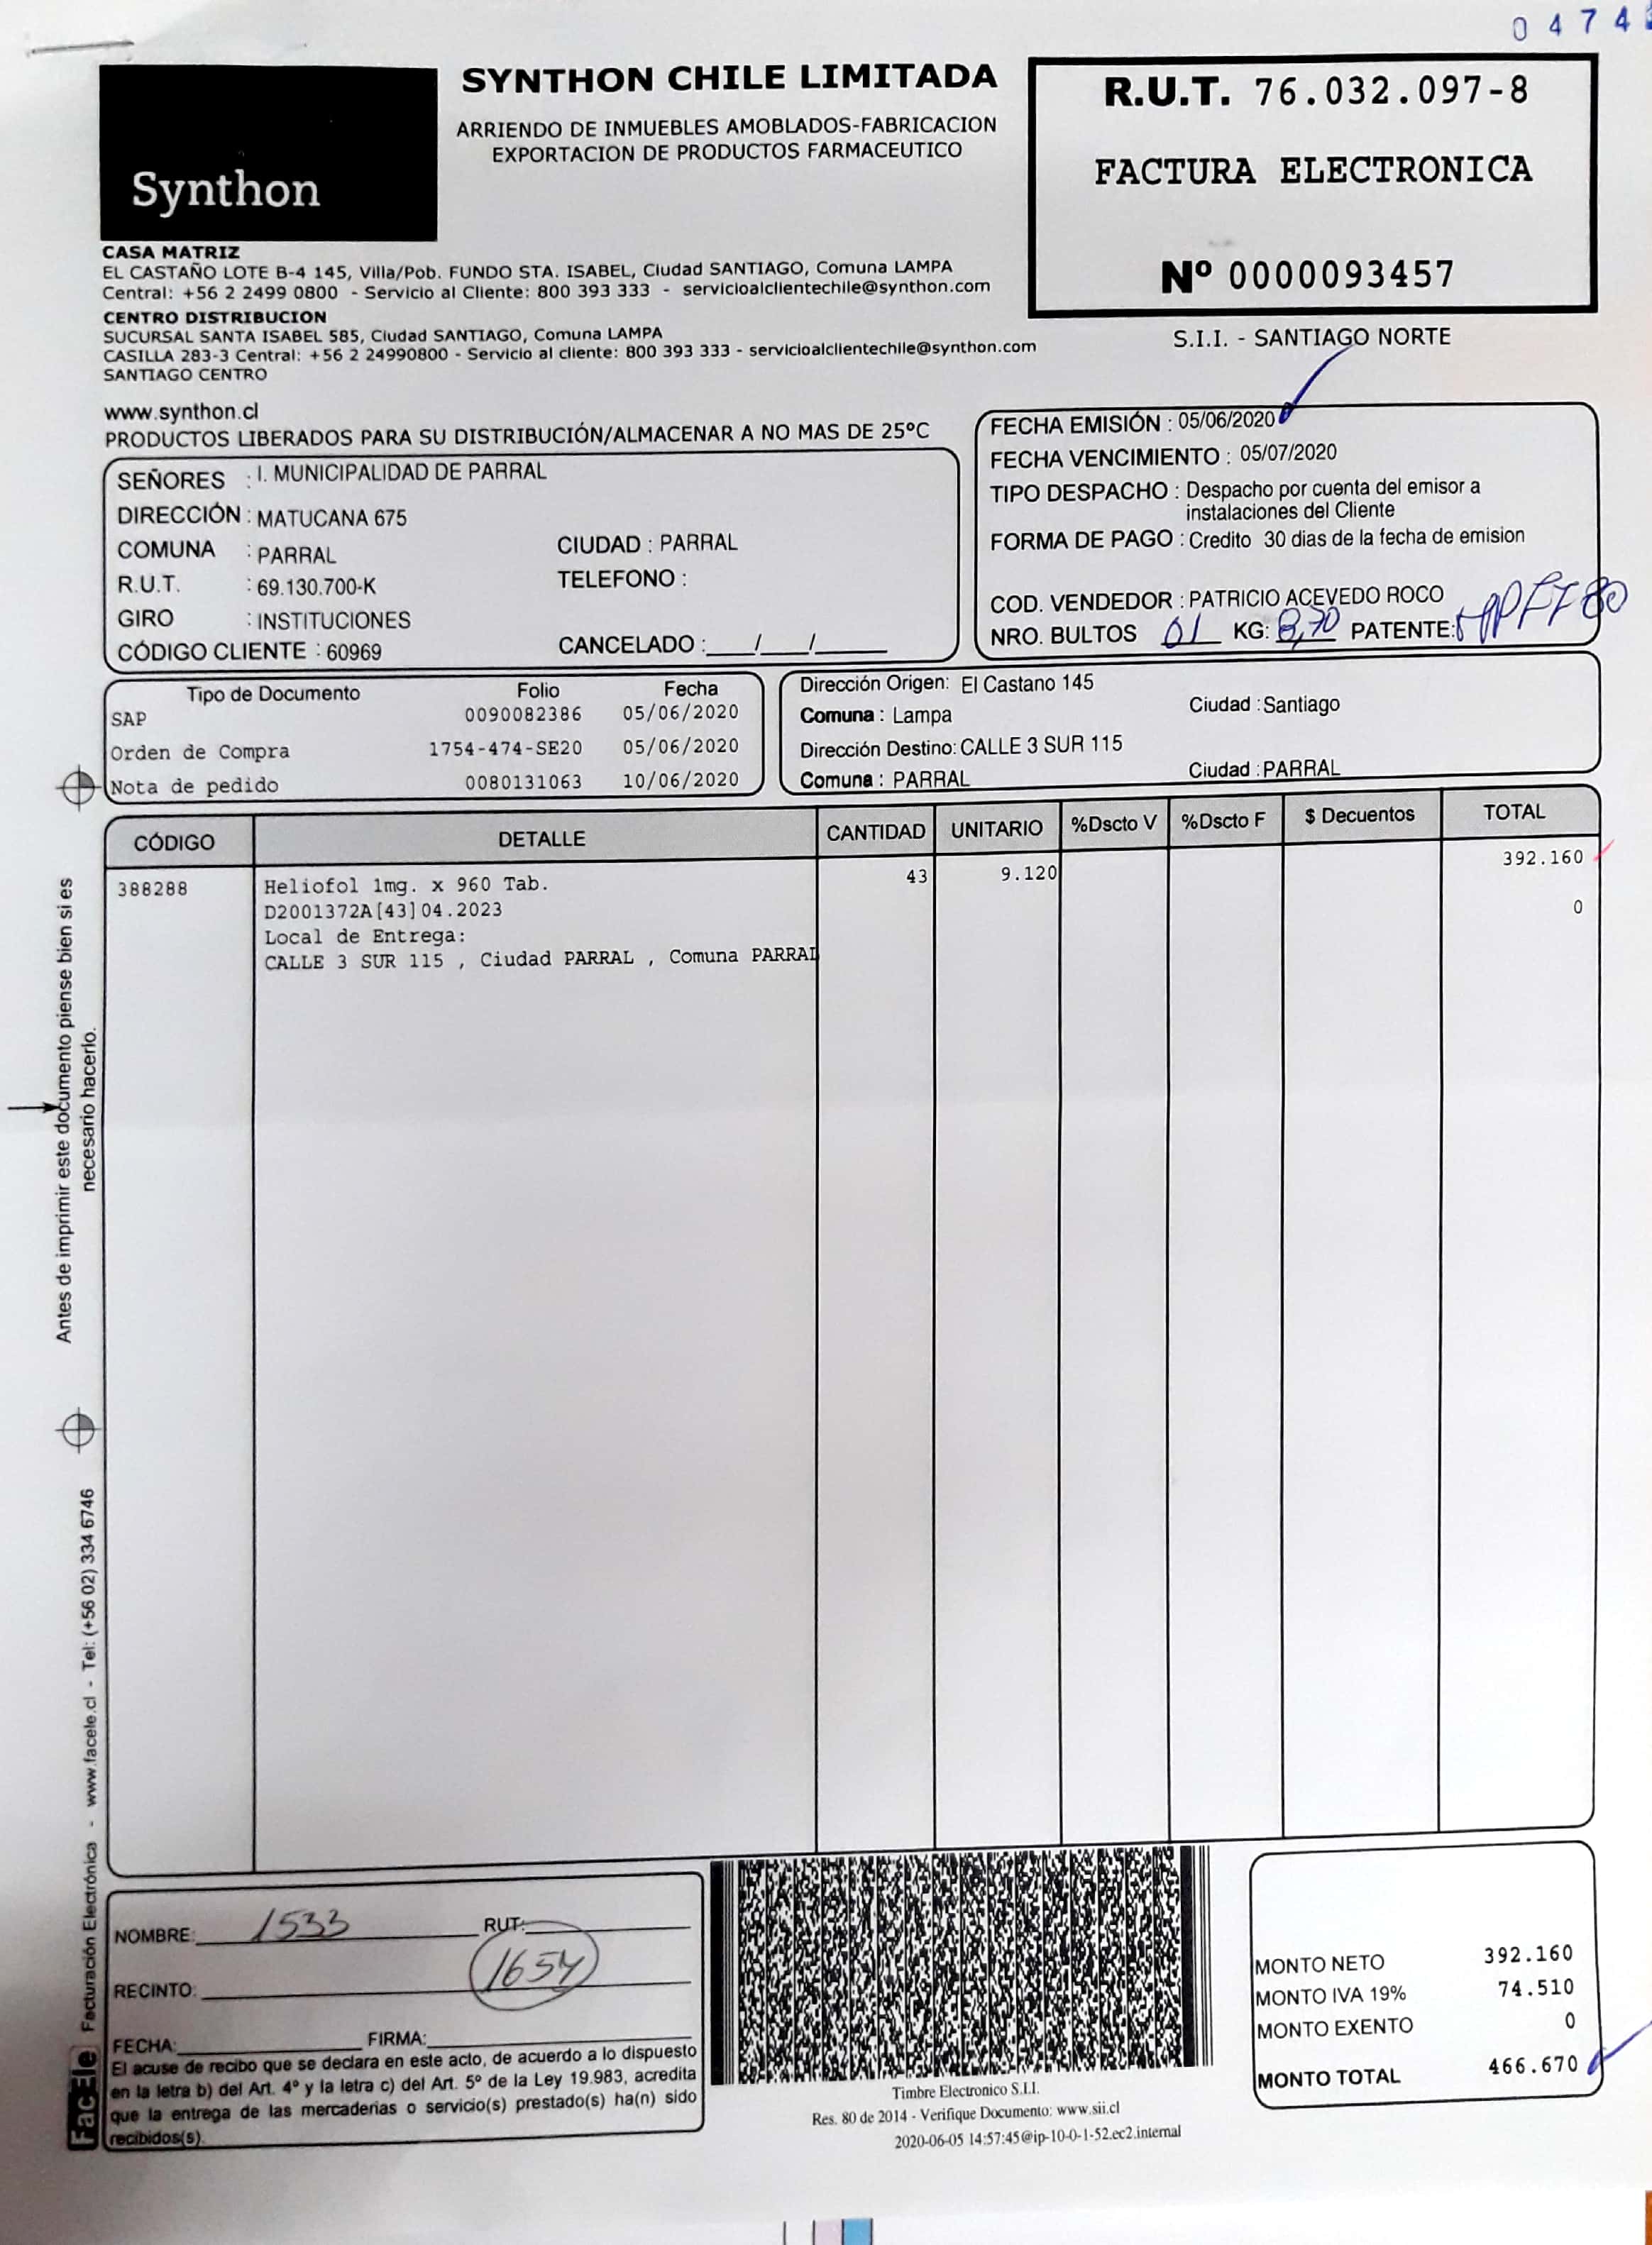 0 4 7 4
Synthon
SYNTHON CHILE LIMITADA
ARRIENDO DE INMUEBLES AMOBLADOS-FABRICACION
EXPORTACION DE PRODUCTOS FARMACEUTICO
R.U.T. 76.032.097-8
FACTURA ELECTRONICA
Nº 0000093457
S.I.I. - SANTIAGO NORTE
CASA MATRIZ
EL CASTAÑO LOTE B-4 145, Villa/Pob. FUNDO STA. ISABEL, Ciudad SANTIAGO, Comuna LAMPA
Central: +56 2 2499 0800 - Servicio al Cliente: 800 393 333 - servicioalclientechile@synthon.com
CENTRO DISTRIBUCION
SUCURSAL SANTA ISABEL 585, Ciudad SANTIAGO, Comuna LAMPA
CASILLA 283-3 Central: +56 2 24990800 - Servicio al cliente: 800 393 333 - servicioalclientechile@synthon.com
SANTIAGO CENTRO
www.synthon.cl
PRODUCTOS LIBERADOS PARA SU DISTRIBUCIÓN/ALMACENAR A NO MAS DE 25ºC
SEÑORES : I. MUNICIPALIDAD DE PARRAL
DIRECCIÓN : MATUCANA 675
COMUNA : PARRAL CIUDAD : PARRAL
R.U.T. : 69.130.700-K TELEFONO :
GIRO : INSTITUCIONES
CÓDIGO CLIENTE : 60969 CANCELADO :____/____/______
FECHA EMISIÓN : 05/06/2020
FECHA VENCIMIENTO : 05/07/2020
TIPO DESPACHO : Despacho por cuenta del emisor a
instalaciones del Cliente
FORMA DE PAGO : Credito 30 dias de la fecha de emision
COD. VENDEDOR : PATRICIO ACEVEDO ROCO
NRO. BULTOS 01 KG: 8,70 PATENTE:
Tipo de Documento Folio Fecha
SAP 0090082386 05/06/2020
Orden de Compra 1754-474-SE20 05/06/2020
Nota de pedido 0080131063 10/06/2020
Dirección Origen: El Castano 145
Comuna : Lampa Ciudad : Santiago
Dirección Destino: CALLE 3 SUR 115
Comuna : PARRAL Ciudad : PARRAL
CÓDIGO DETALLE CANTIDAD UNITARIO %Dscto V %Dscto F $ Decuentos TOTAL
388288 Heliofol 1mg. x 960 Tab. 43 9.120 392.160
D2001372A[43]04.2023 0
Local de Entrega:
CALLE 3 SUR 115 , Ciudad PARRAL , Comuna PARRAL
Antes de imprimir este documento piense bien si es
necesario hacerlo.
FacEle Facturación Electrónica - www.facele.cl - Tel: (+56 02) 334 6746
NOMBRE: 1533 RUT:
1654
RECINTO:
FECHA: FIRMA:
El acuse de recibo que se declara en este acto, de acuerdo a lo dispuesto
en la letra b) del Art. 4º y la letra c) del Art. 5º de la Ley 19.983, acredita
que la entrega de las mercaderias o servicio(s) prestado(s) ha(n) sido
recibidos(s).
Timbre Electronico S.I.I.
Res. 80 de 2014 - Verifique Documento: www.sii.cl
2020-06-05 14:57:45@ip-10-0-1-52.ec2.internal
MONTO NETO 392.160
MONTO IVA 19% 74.510
MONTO EXENTO 0
MONTO TOTAL 466.670